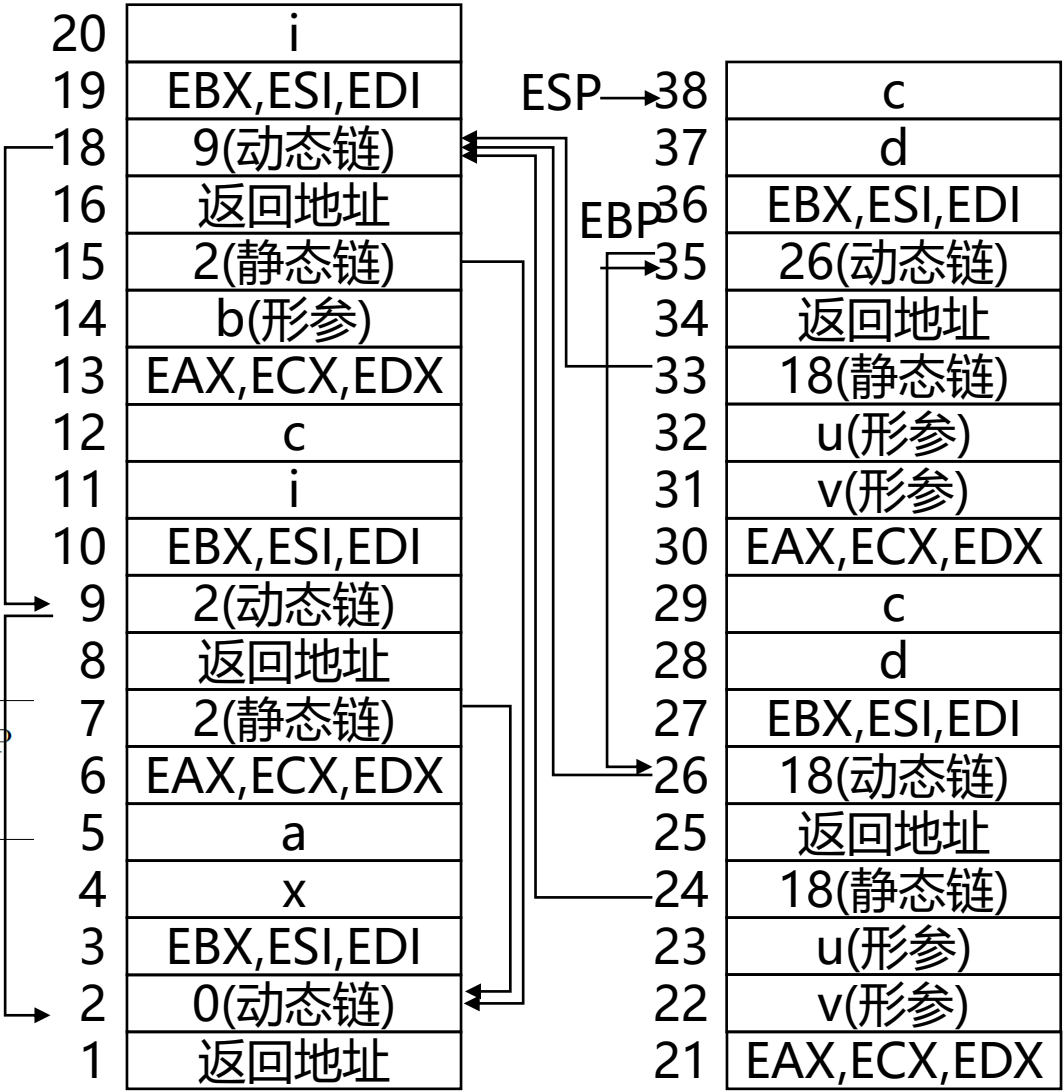 20 i
19 EBX,ESI,EDI
18 9(动态链)
16 返回地址
15 2(静态链)
14 b(形参)
13 EAX,ECX,EDX
12 c
11 i
10 EBX,ESI,EDI
9 2(动态链)
8 返回地址
7 2(静态链)
6 EAX,ECX,EDX
5 a
4 x
3 EBX,ESI,EDI
2 0(动态链)
1 返回地址
ESP 38 c
37 d
EBP 36 EBX,ESI,EDI
35 26(动态链)
34 返回地址
33 18(静态链)
32 u(形参)
31 v(形参)
30 EAX,ECX,EDX
29 c
28 d
27 EBX,ESI,EDI
26 18(动态链)
25 返回地址
24 18(静态链)
23 u(形参)
22 v(形参)
21 EAX,ECX,EDX